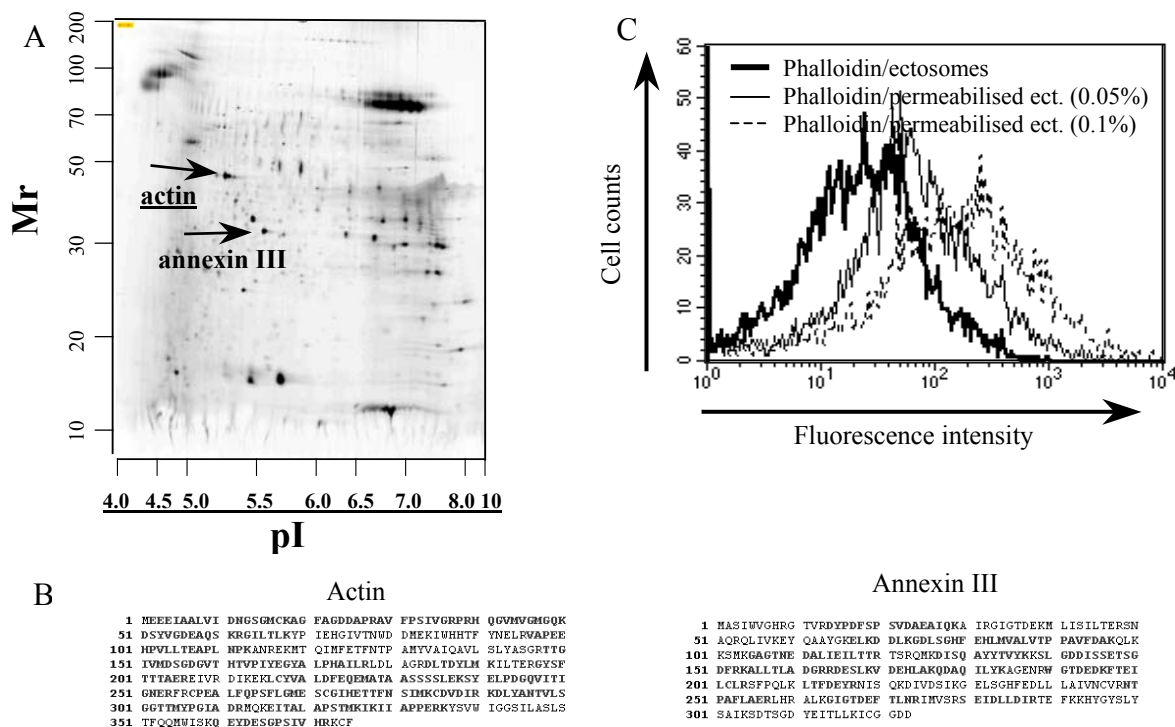 A
200
100
70
50
30
20
10
Mr
actin
annexin III
4.0 4.5 5.0 5.5 6.0 6.5 7.0 8.0 10
pI
C
60
50
40
30
20
10
0
Cell counts
Phalloidin/ectosomes
Phalloidin/permeabilised ect. (0.05%)
Phalloidin/permeabilised ect. (0.1%)
10^0 10^1 10^2 10^3 10^4
Fluorescence intensity
B
Actin
1 MEEEIAALVI DNGSGMCKAG FAGDDAPRAV FPSIVGRPRH QGVMVGMGQK
51 DSYVGDEAQS KRGILTLKYP IEHGIVTNWD DMEKIWHHTF YNELRVAPEE
101 HPVLLTEAPL NPKANREKMT QIMFETFNTP AMYVAIQAVL SLYASGRTTG
151 IVMDSGDGVT HTVPIYEGYA LPHAILRLDL AGRDLTDYLM KILTERGYSF
201 TTTAEREIVR DIKEKLCYVA LDFEQEMATA ASSSSLEKSY ELPDGQVITI
251 GNERFRCPEA LFQPSFLGME SCGIHETTFN SIMKCDVDIR KDLYANTVLS
301 GGTTMYPGIA DRMQKEITAL APSTMKIKII APPERKYSVW IGGSILASLS
351 TFQQMWISKQ EYDESGPSIV HRKCF
Annexin III
1 MASIWVGHRG TVRDYPDFSP SVDAEAIQKA IRGIGTDEKM LISILTERSN
51 AQRQLIVKEY QAAYGKELKD DLKGDLSGHF EHLMVALVTP PAVFDAKQLK
101 KSMKGAGTNE DALIEILTTR TSRQMKDISQ AYYTVYKKSL GDDISSETSG
151 DFRKALLTLA DGRRDESLKV DEHLAKQDAQ ILYKAGENRW GTDEDKFTEI
201 LCLRSFPQLK LTFDEYRNIS QKDIVDSIKG ELSGHFEDLL LAIVNCVRNT
251 PAFLAERLHR ALKGIGTDEF TLNRIMVSRS EIDLLDIRTE FKKHYGYSLY
301 SAIKSDTSGD YEITLLKICG GDD